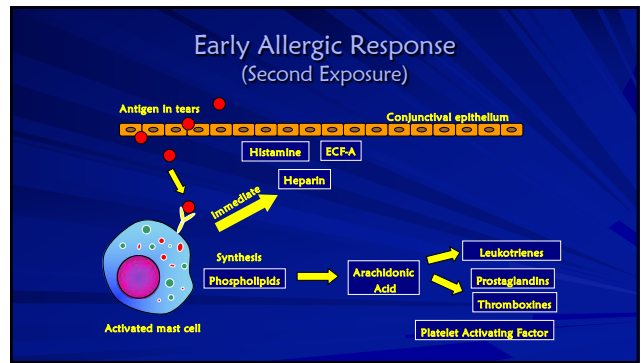 Early Allergic Response
(Second Exposure)
Antigen in tears
Conjunctival epithelium
Histamine
ECF-A
Heparin
Immediate
Synthesis
Phospholipids
Arachidonic
Acid
Leukotrienes
Prostaglandins
Thromboxines
Platelet Activating Factor
Activated mast cell